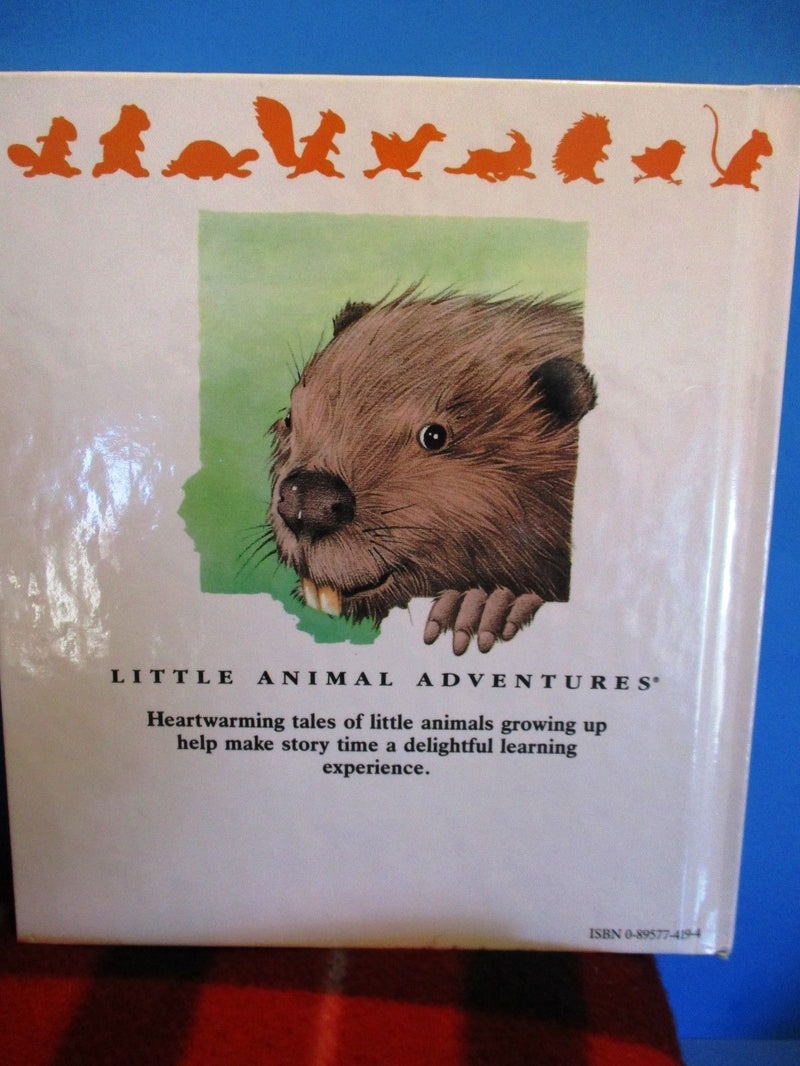 LITTLE ANIMAL ADVENTURES®
Heartwarming tales of little animals growing up
help make story time a delightful learning
experience.
ISBN 0-89577-419-4